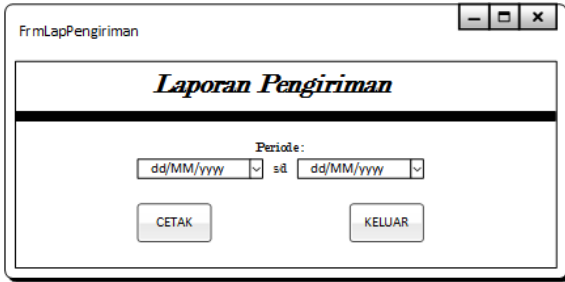 FrmLapPengiriman
Laporan Pengiriman
Periode:
dd/MM/yyyy s/d dd/MM/yyyy
CETAK KELUAR